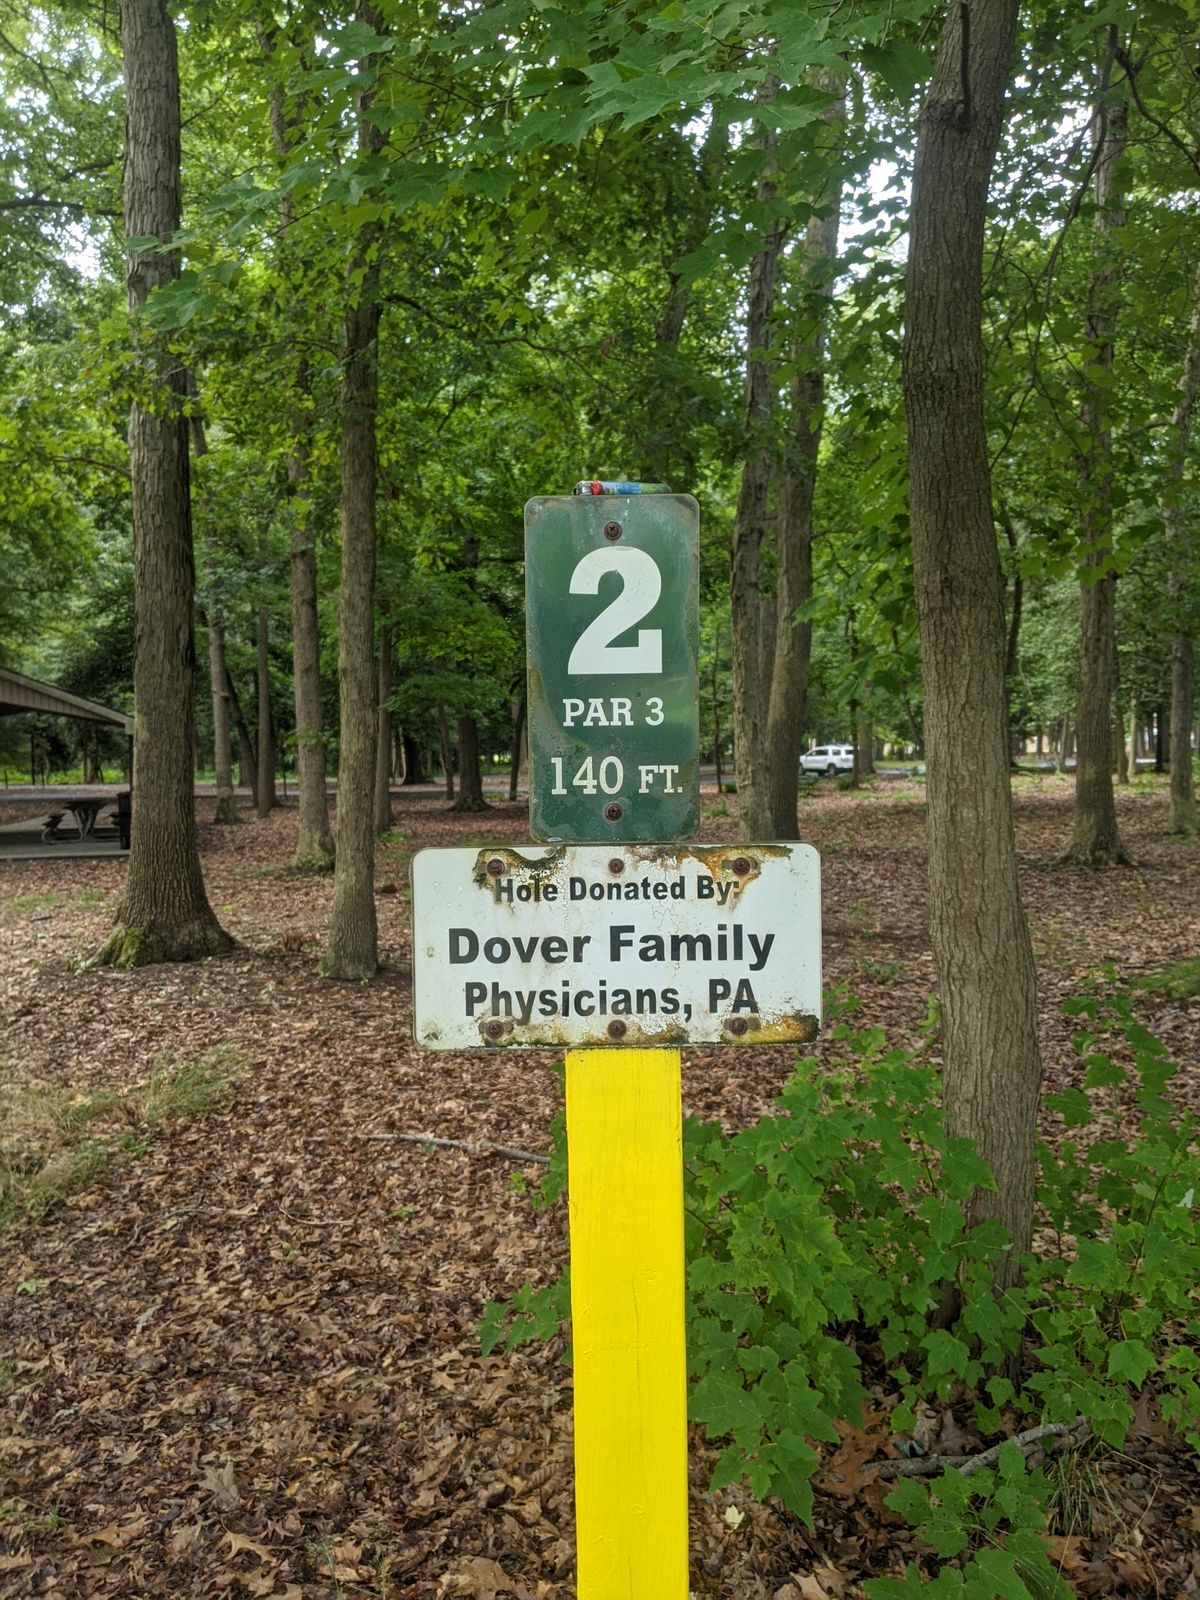 2
PAR 3
140 FT.
Hole Donated By:
Dover Family
Physicians, PA